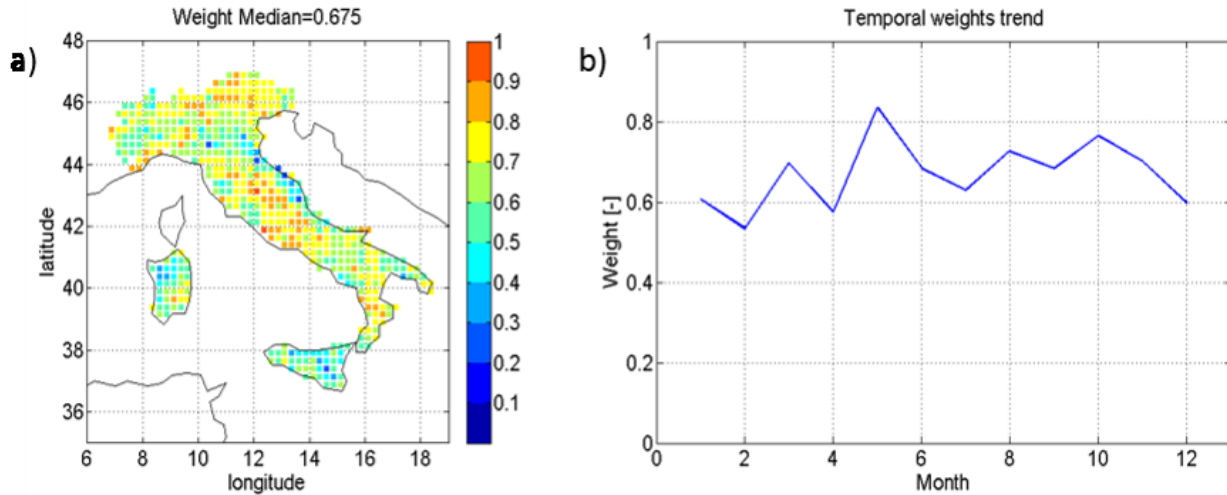 a)
Weight Median=0.675
latitude
48
46
44
42
40
38
36
6 8 10 12 14 16 18
longitude
1
0.9
0.8
0.7
0.6
0.5
0.4
0.3
0.2
0.1
b)
Temporal weights trend
Weight [-]
1
0.8
0.6
0.4
0.2
0
0 2 4 6 8 10 12
Month